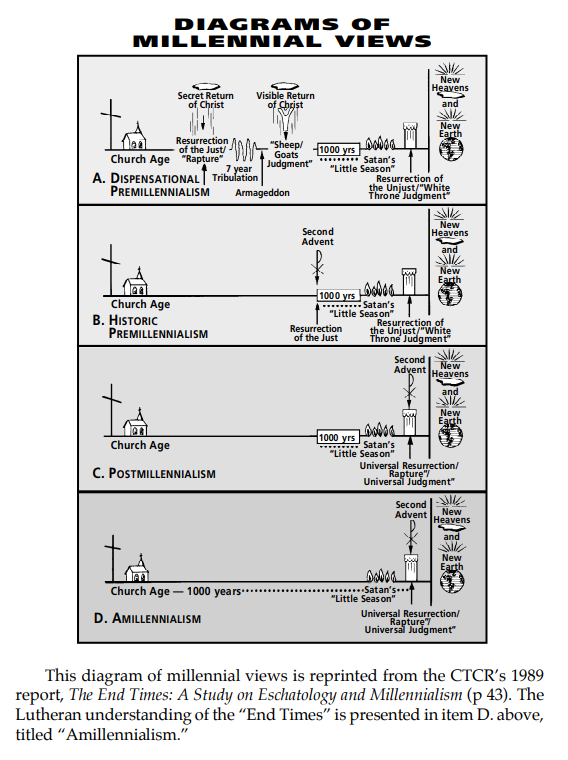 DIAGRAMS OF
MILLENNIAL VIEWS
Secret Return
of Christ
Visible Return
of Christ
New
Heavens
and
New
Earth
Church Age
Resurrection
of the Just/
"Rapture"
7 year
Tribulation
"Sheep/
Goats
Judgment"
1000 yrs
Satan's
"Little Season"
Armageddon
Resurrection of
the Unjust/"White
Throne Judgment"
A. DISPENSATIONAL
PREMILLENNIALISM
Second
Advent
New
Heavens
and
New
Earth
Church Age
1000 yrs
Satan's
"Little Season"
Resurrection
of the Just
Resurrection of
the Unjust/"White
Throne Judgment"
B. HISTORIC
PREMILLENNIALISM
Second
Advent
New
Heavens
and
New
Earth
Church Age
1000 yrs
Satan's
"Little Season"
Universal Resurrection/
Rapture"/
Universal Judgment"
C. POSTMILLENNIALISM
Second
Advent
New
Heavens
and
New
Earth
Church Age — 1000 years
Satan's
"Little Season"
Universal Resurrection/
Rapture"/
Universal Judgment"
D. AMILLENNIALISM
This diagram of millennial views is reprinted from the CTCR's 1989
report, The End Times: A Study on Eschatology and Millennialism (p 43). The
Lutheran understanding of the "End Times" is presented in item D. above,
titled "Amillennialism."